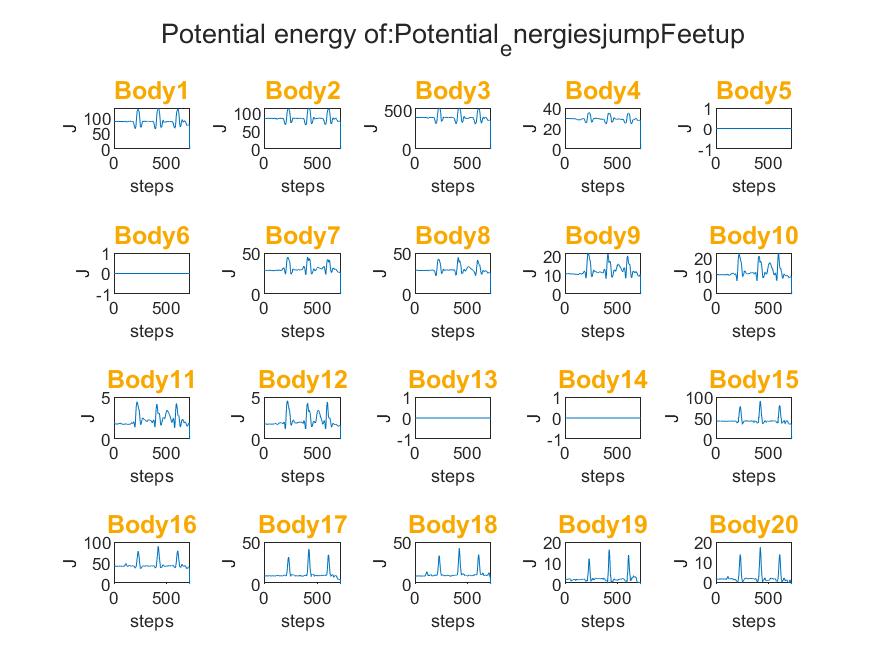 Potential energy of:Potential_energiesjumpFeetup
Body1 Body2 Body3 Body4 Body5
100 100 500 40 1
J 50 J 50 J J 20 J 0
0 0 0 0 -1
0 500 0 500 0 500 0 500 0 500
steps steps steps steps steps
Body6 Body7 Body8 Body9 Body10
1 50 50 20 20
J 0 J J J 10 J 10
-1 0 0 0 0
0 500 0 500 0 500 0 500 0 500
steps steps steps steps steps
Body11 Body12 Body13 Body14 Body15
5 5 1 1 100
J J J 0 J 0 J 50
0 0 -1 -1 0
0 500 0 500 0 500 0 500 0 500
steps steps steps steps steps
Body16 Body17 Body18 Body19 Body20
100 50 50 20 20
J 50 J J J 10 J 10
0 0 0 0 0
0 500 0 500 0 500 0 500 0 500
steps steps steps steps steps